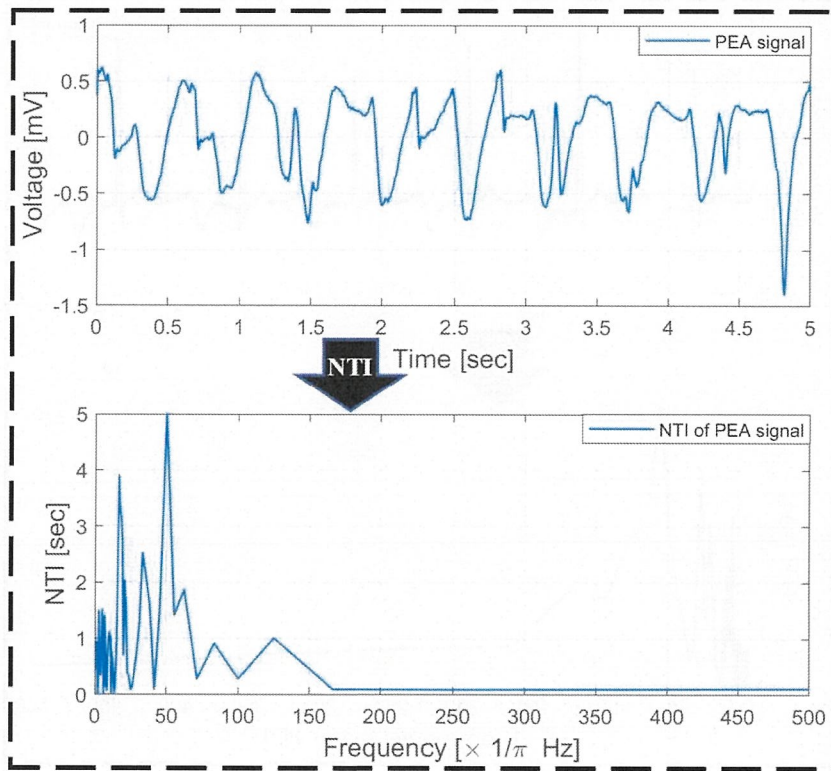 PEA signal
Voltage [mV]
1
0.5
0
-0.5
-1
-1.5
0 0.5 1 1.5 2 2.5 3 3.5 4 4.5 5
Time [sec]
NTI
NTI of PEA signal
NTI [sec]
5
4
3
2
1
0
0 50 100 150 200 250 300 350 400 450 500
Frequency [× 1/π Hz]